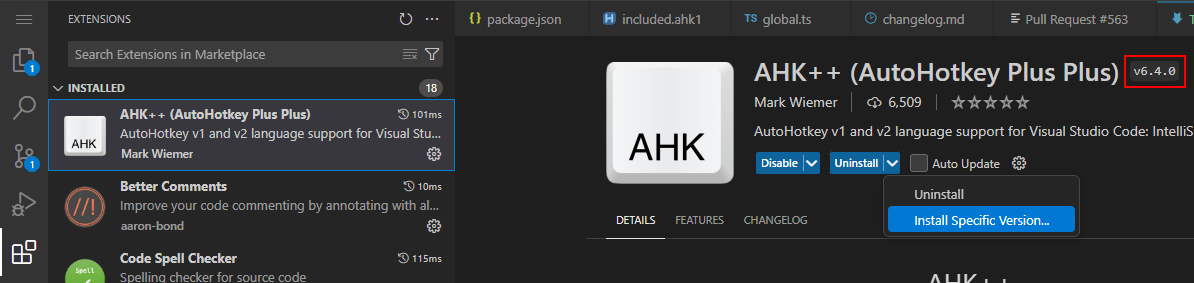 EXTENSIONS
Search Extensions in Marketplace
INSTALLED 18
AHK
AHK++ (AutoHotkey Plus Plus) 101ms
AutoHotkey v1 and v2 language support for Visual Stu...
Mark Wiemer
Better Comments 10ms
Improve your code commenting by annotating with al...
aaron-bond
Spell
Code Spell Checker 115ms
Spelling checker for source code
1
1
{} package.json
H included.ahk1
TS global.ts
changelog.md
Pull Request #563
AHK
AHK++ (AutoHotkey Plus Plus) v6.4.0
Mark Wiemer 6,509
AutoHotkey v1 and v2 language support for Visual Studio Code: IntelliS
Disable Uninstall Auto Update
Uninstall
Install Specific Version...
DETAILS FEATURES CHANGELOG